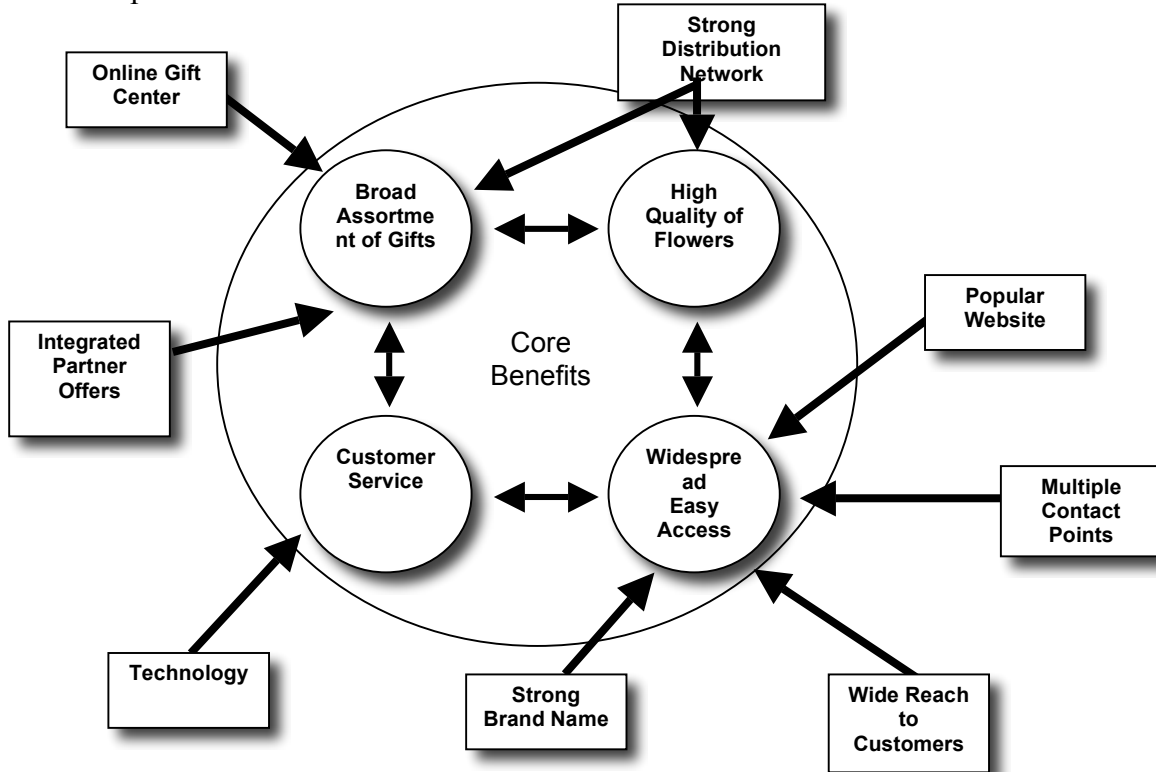 Strong
Distribution
Network
Online Gift
Center
Broad
Assortme
nt of Gifts
High
Quality of
Flowers
Popular
Website
Integrated
Partner
Offers
Core
Benefits
Customer
Service
Widespre
ad
Easy
Access
Multiple
Contact
Points
Technology
Strong
Brand Name
Wide Reach
to
Customers